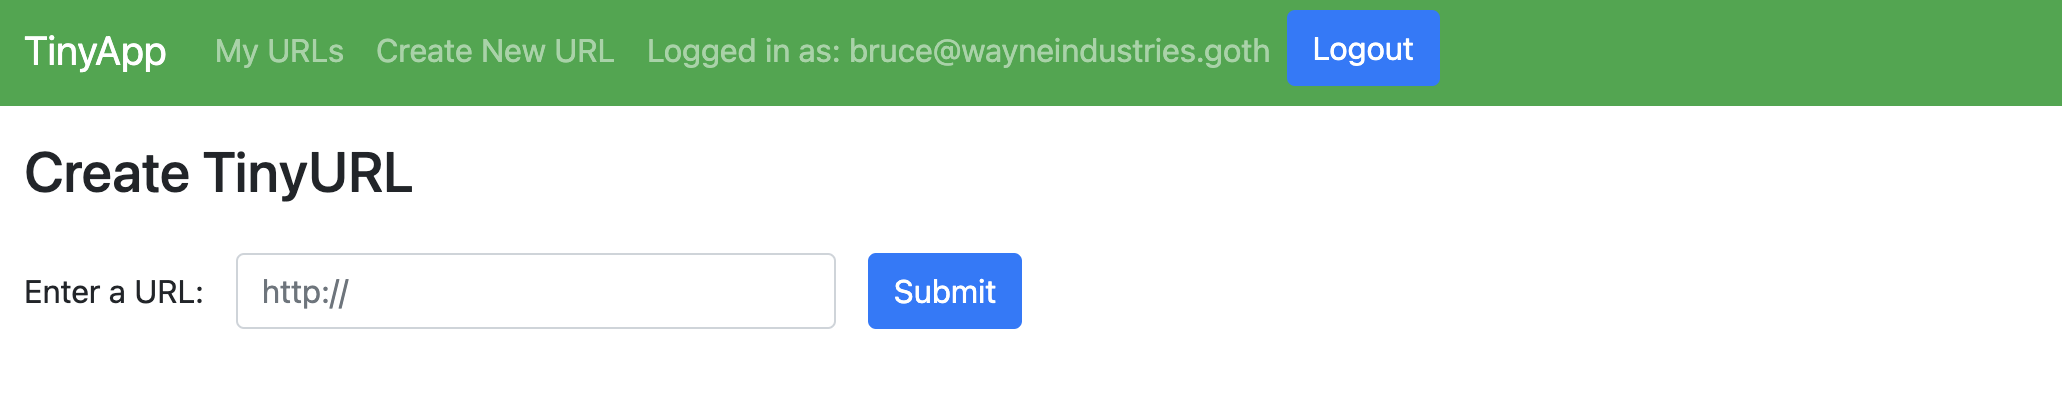 TinyApp My URLs Create New URL Logged in as: bruce@wayneindustries.goth Logout
Create TinyURL
Enter a URL: http:// Submit